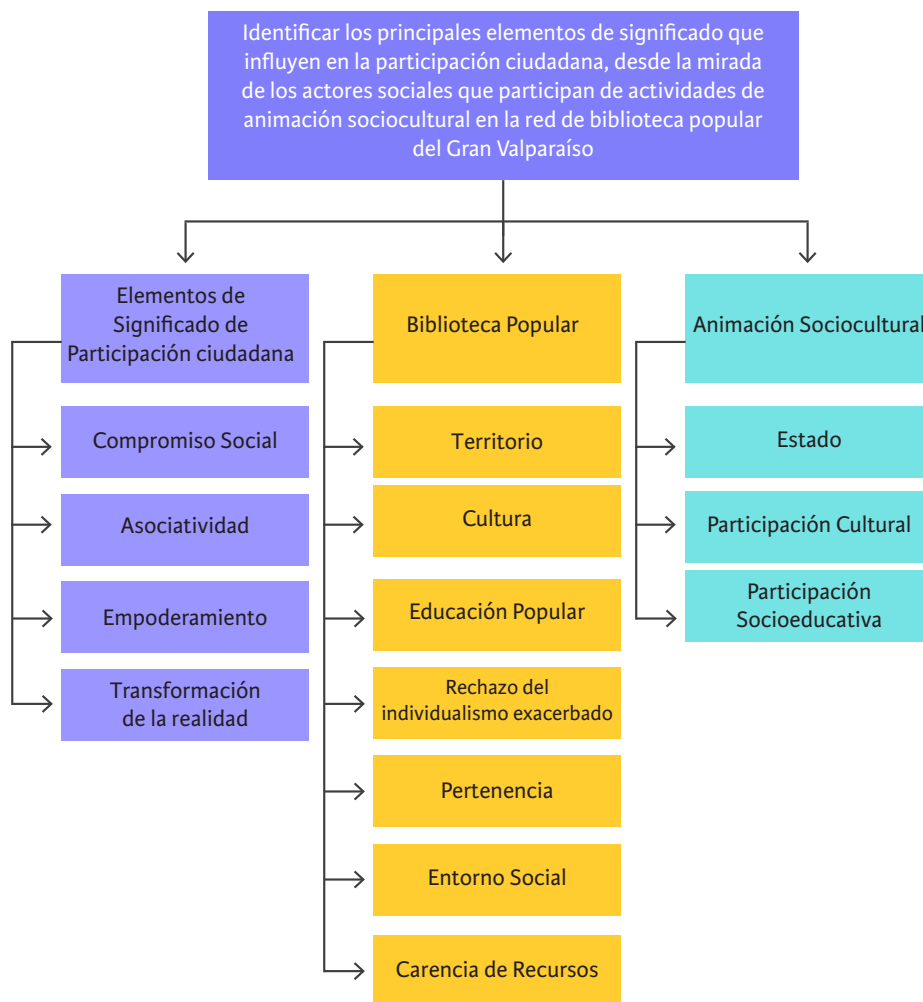 Identificar los principales elementos de significado que
influyen en la participación ciudadana, desde la mirada
de los actores sociales que participan de actividades de
animación sociocultural en la red de biblioteca popular
del Gran Valparaíso
Elementos de
Significado de
Participación ciudadana
Compromiso Social
Asociatividad
Empoderamiento
Transformación
de la realidad
Biblioteca Popular
Territorio
Cultura
Educación Popular
Rechazo del
individualismo exacerbado
Pertenencia
Entorno Social
Carencia de Recursos
Animación Sociocultural
Estado
Participación Cultural
Participación
Socioeducativa